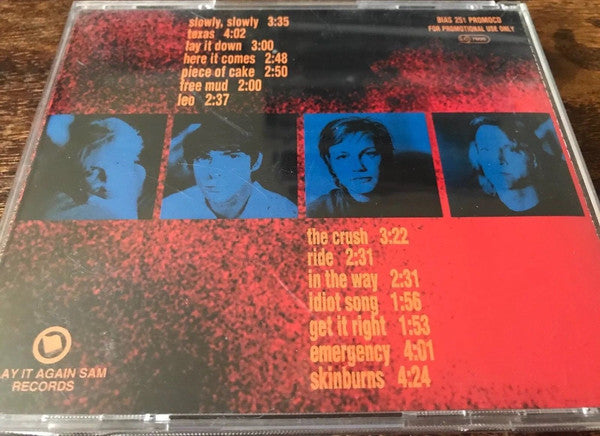 slowly, slowly 3:35
texas 4:02
lay it down 3:00
here it comes 2:48
piece of cake 2:50
free mud 2:00
leo 2:37
BIAS 251 PROMOCD
FOR PROMOTIONAL USE ONLY
the crush 3:22
ride 2:31
in the way 2:31
idiot song 1:56
get it right 1:53
emergency 4:01
skinburns 4:24
LAY IT AGAIN SAM
RECORDS